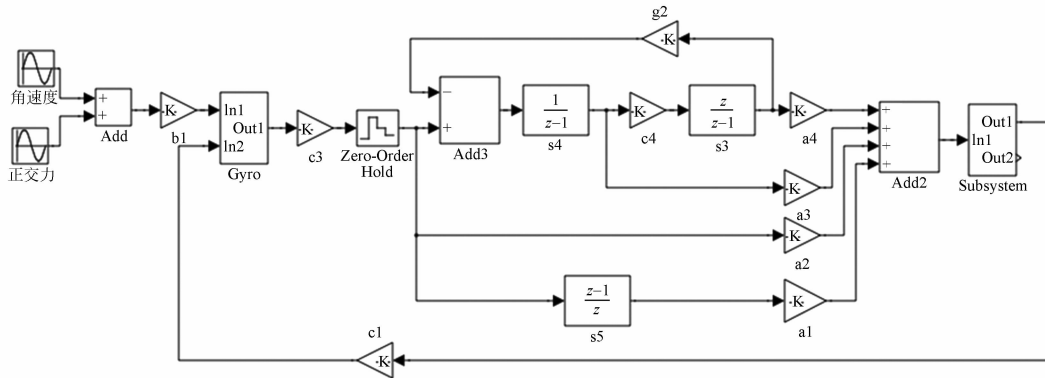 g2
-K-
角速度
正交力
+
+
Add
-K-
b1
In1
In2
Out1
Gyro
-K-
c3
Zero-Order
Hold
−
+
Add3
1
z−1
s4
-K-
c4
z
z−1
s3
-K-
a4
-K-
a3
-K-
a2
z−1
z
s5
-K-
a1
+
+
+
+
Add2
In1
Out1
Out2
Subsystem
c1
-K-